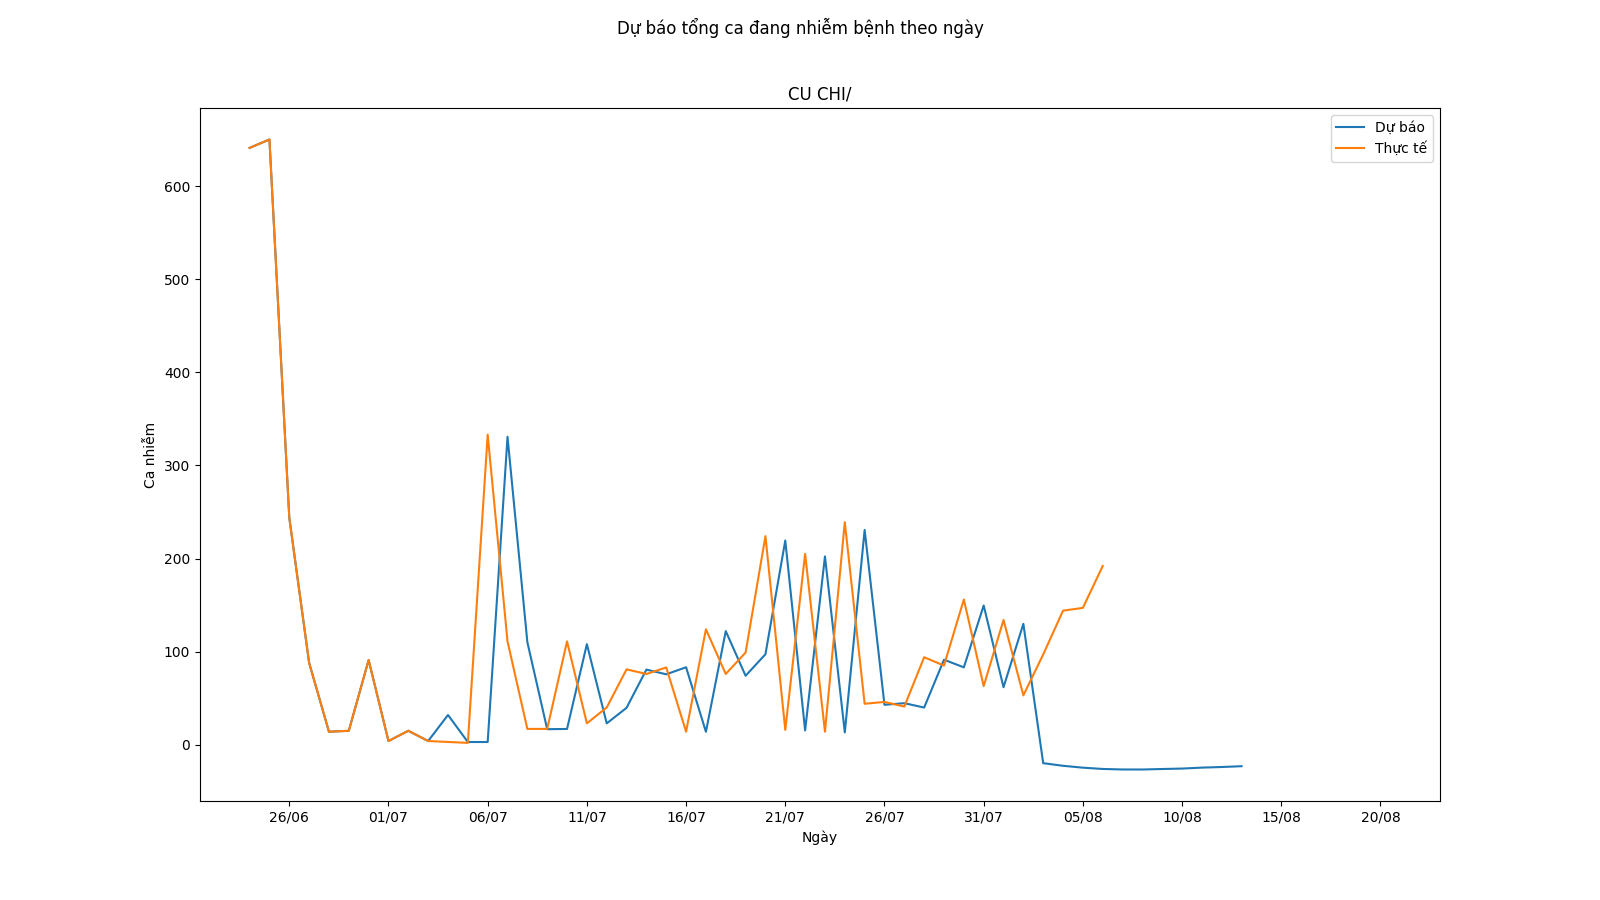 Dự báo tổng ca đang nhiễm bệnh theo ngày
CU CHI/
Dự báo
Thực tế
Ca nhiễm
600
500
400
300
200
100
0
26/06 01/07 06/07 11/07 16/07 21/07 26/07 31/07 05/08 10/08 15/08 20/08
Ngày